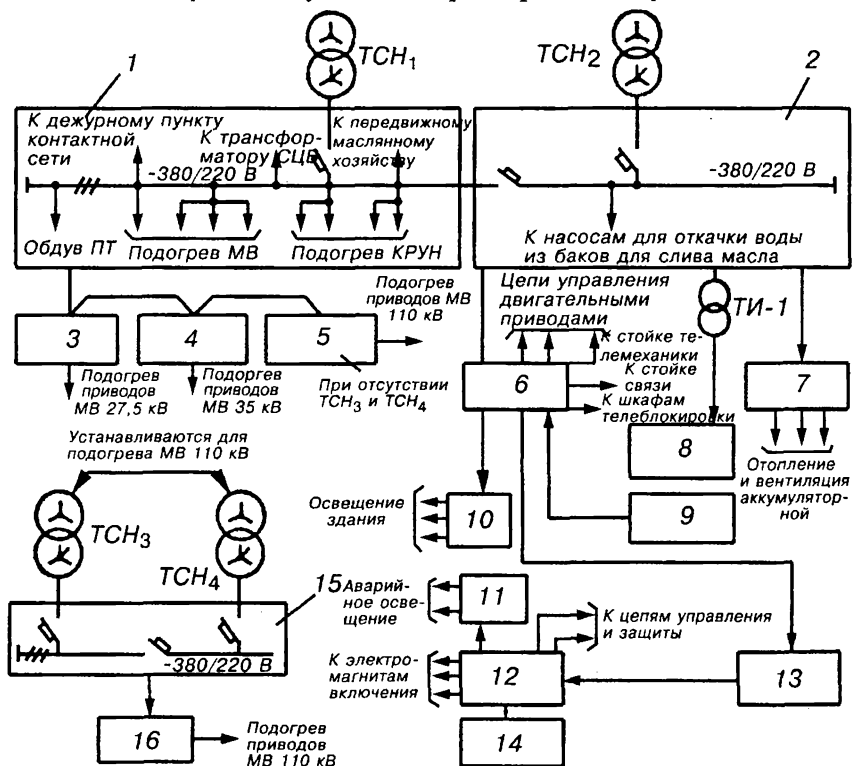 ТСН1
ТСН2
1
2
К дежурному пункту
контактной
сети
К трансфор-
матору СЦБ
К передвижному
маслянному
хозяйству
~380/220 В
~380/220 В
Обдув ПТ
Подогрев МВ
Подогрев КРУН
К насосам для откачки воды
из баков для слива масла
3
4
5
Подогрев
приводов МВ
110 кВ
Цепи управления
двигательными
приводами
ТИ-1
Подогрев
приводов
МВ 27,5 кВ
Подоргев
приводов
МВ 35 кВ
При отсутствии
ТСН3 и ТСН4
6
К стойке те-
лемеханики
К стойке
связи
К шкафам
телеблокировки
7
8
9
Отопление
и вентиляция
аккумулятор-
ной
Устанавливаются для
подогрева МВ 110 кВ
ТСН3
ТСН4
15
~380/220 В
16
Подогрев
приводов
МВ 110 кВ
Освещение
здания
10
Аварий-
ное осве-
щение
11
К цепям управления
и защиты
К электро-
магнитам
включения
12
13
14